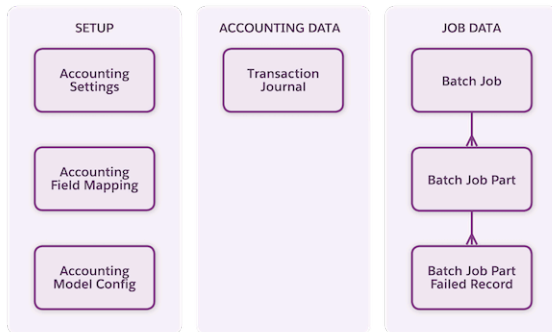 SETUP
Accounting
Settings
Accounting
Field Mapping
Accounting
Model Config
ACCOUNTING DATA
Transaction
Journal
JOB DATA
Batch Job
Batch Job Part
Batch Job Part
Failed Record